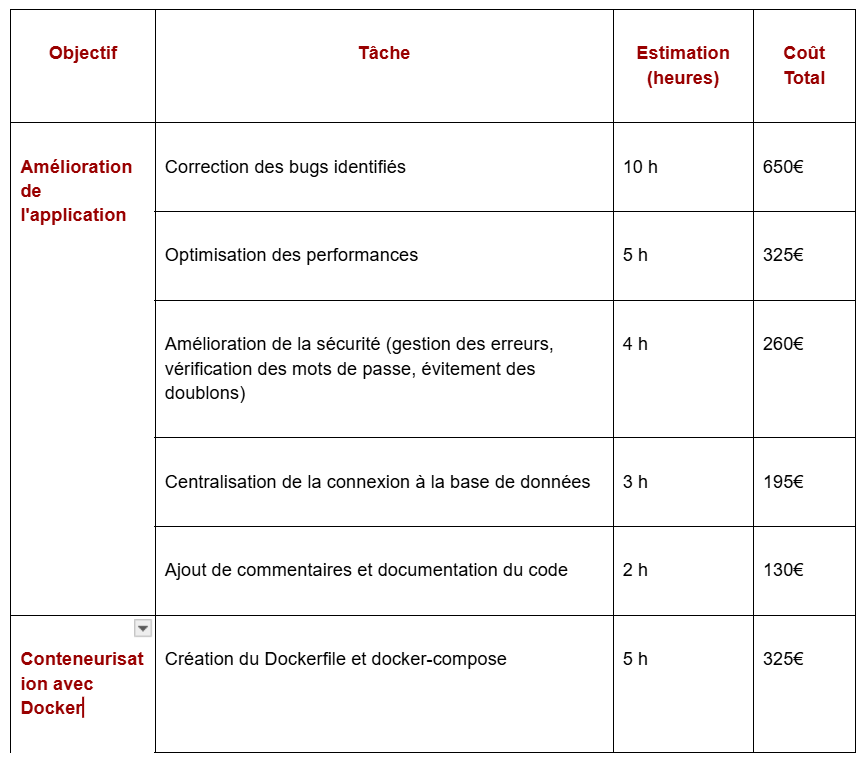 Objectif
Tâche
Estimation
(heures)
Coût
Total
Amélioration
de
l'application
Correction des bugs identifiés
10 h
650€
Optimisation des performances
5 h
325€
Amélioration de la sécurité (gestion des erreurs,
vérification des mots de passe, évitement des
doublons)
4 h
260€
Centralisation de la connexion à la base de données
3 h
195€
Ajout de commentaires et documentation du code
2 h
130€
Conteneurisat
ion avec
Docker
Création du Dockerfile et docker-compose
5 h
325€